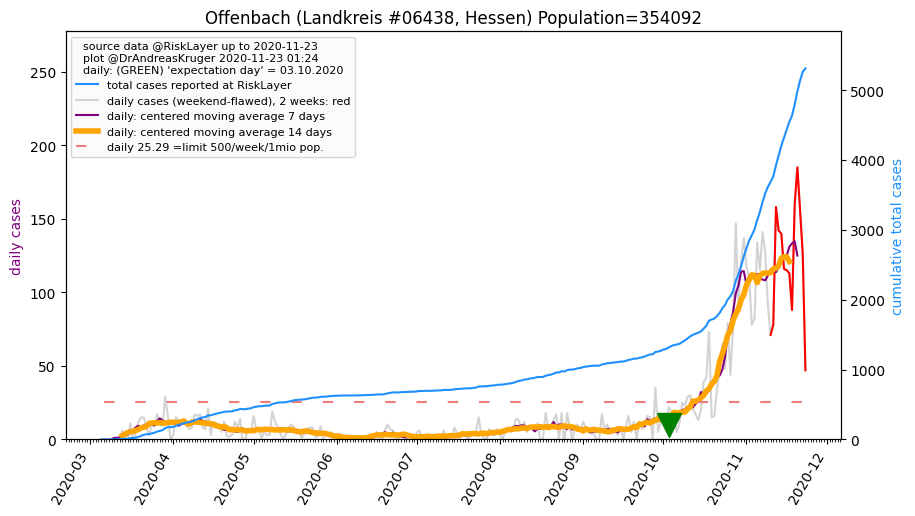 Offenbach (Landkreis #06438, Hessen) Population=354092
source data @RiskLayer up to 2020-11-23
plot @DrAndreasKruger 2020-11-23 01:24
daily: (GREEN) 'expectation day' = 03.10.2020
total cases reported at RiskLayer
daily cases (weekend-flawed), 2 weeks: red
daily: centered moving average 7 days
daily: centered moving average 14 days
daily 25.29 =limit 500/week/1mio pop.
daily cases
250
200
150
100
50
0
cumulative total cases
5000
4000
3000
2000
1000
0
2020-03
2020-04
2020-05
2020-06
2020-07
2020-08
2020-09
2020-10
2020-11
2020-12